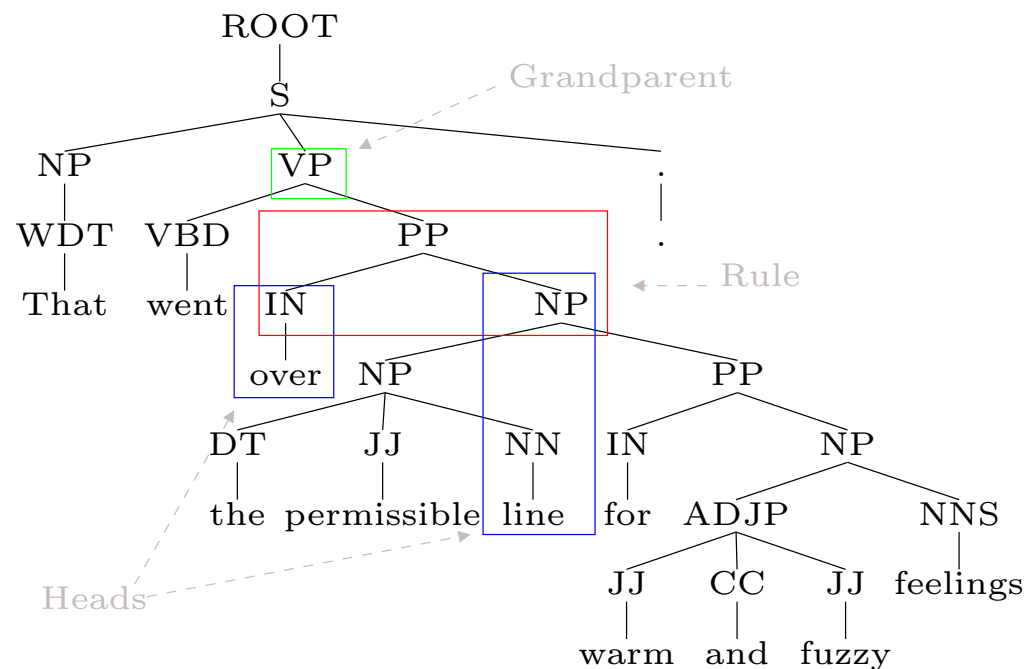 ROOT
S
Grandparent
NP VP .
WDT VBD PP .
Rule
That went IN NP
over NP PP
DT JJ NN IN NP
the permissible line for ADJP NNS
Heads JJ CC JJ feelings
warm and fuzzy